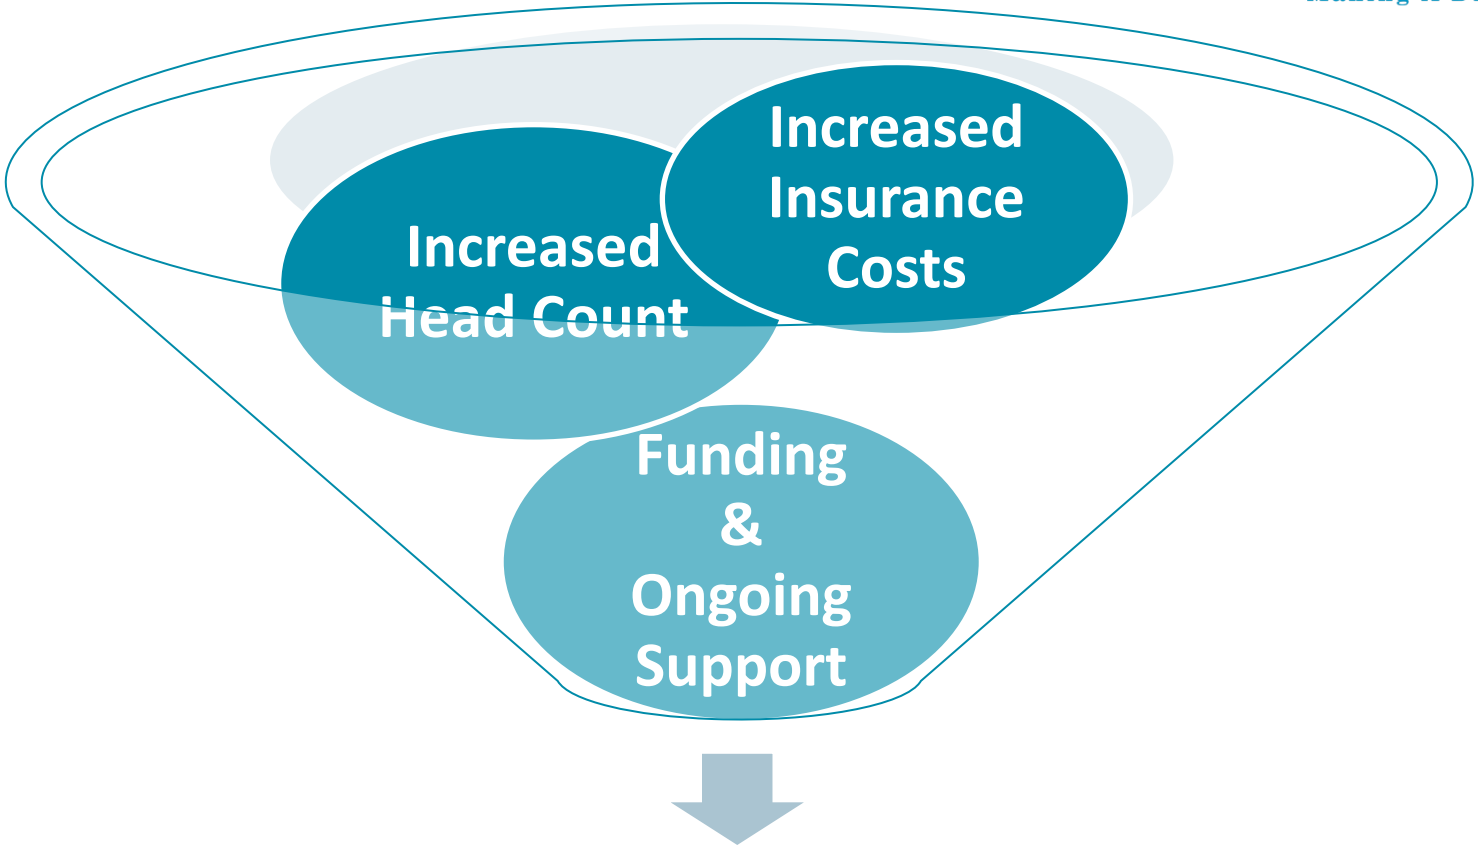 Increased
Insurance
Costs
Increased
Head Count
Funding
&
Ongoing
Support